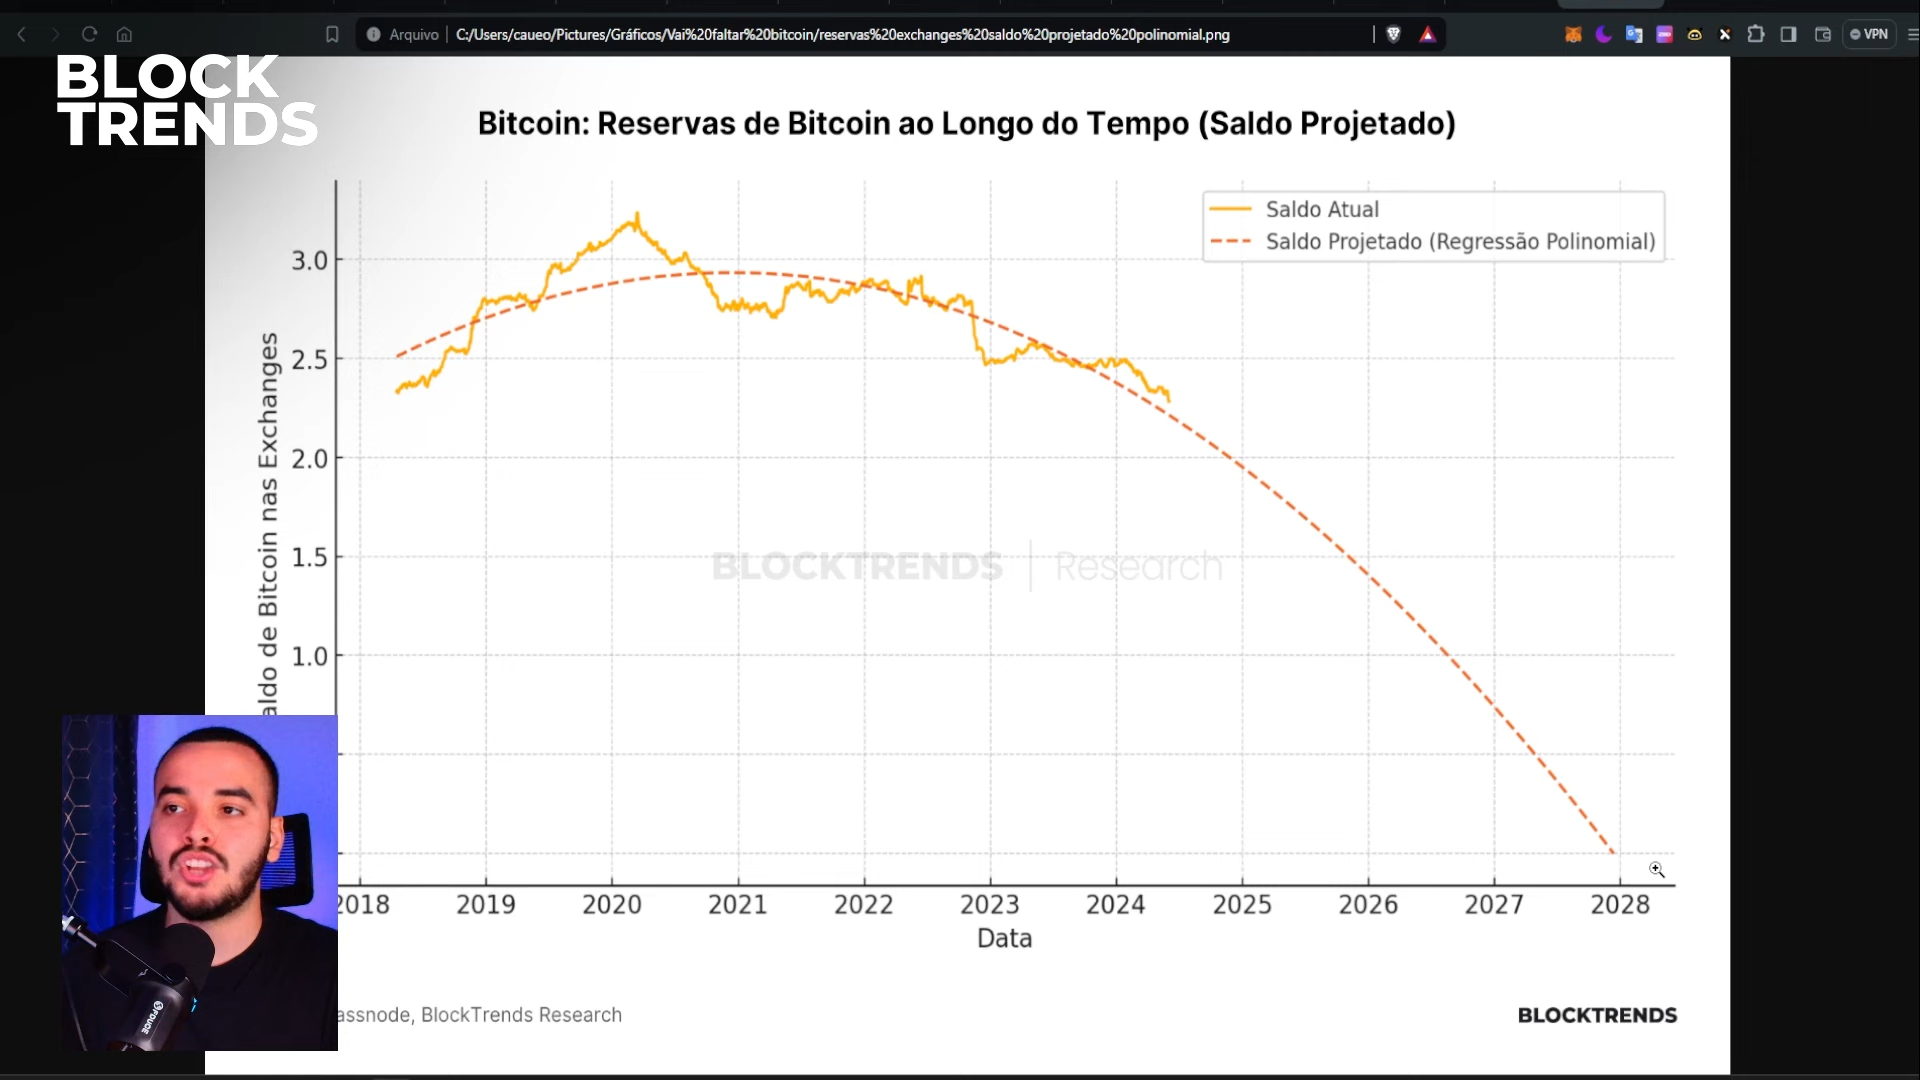 Arquivo
C:/Users/caueo/Pictures/Gráficos/Vai%20faltar%20bitcoin/reservas%20exchanges%20saldo%20projetado%20polinomial.png
VPN
BLOCK
TRENDS
Bitcoin: Reservas de Bitcoin ao Longo do Tempo (Saldo Projetado)
Saldo Atual
Saldo Projetado (Regressão Polinomial)
3.0
2.5
2.0
1.5
1.0
aldo de Bitcoin nas Exchanges
BLOCKTRENDS | Research
2018 2019 2020 2021 2022 2023 2024 2025 2026 2027 2028
Data
assnode, BlockTrends Research
BLOCKTRENDS
FDUCE